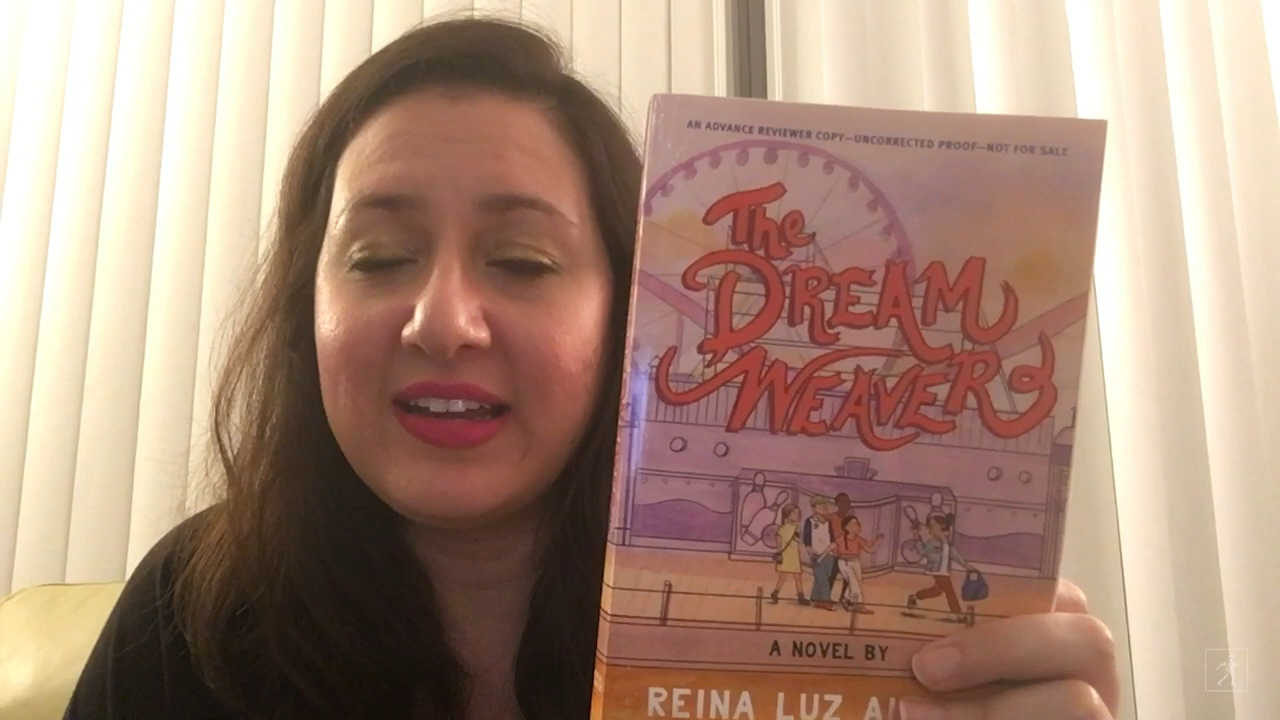 AN ADVANCE REVIEWER COPY—UNCORRECTED PROOF—NOT FOR SALE
The
DREAM
WEAVER
A NOVEL BY
REINA LUZ